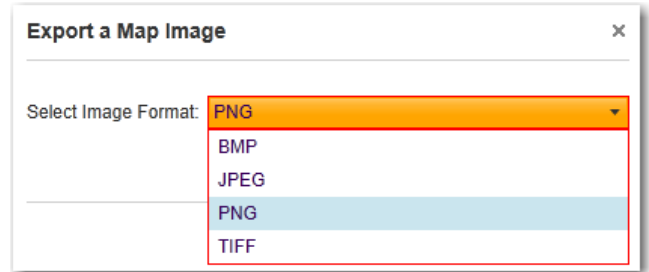 Export a Map Image
Select Image Format: PNG
BMP
JPEG
PNG
TIFF